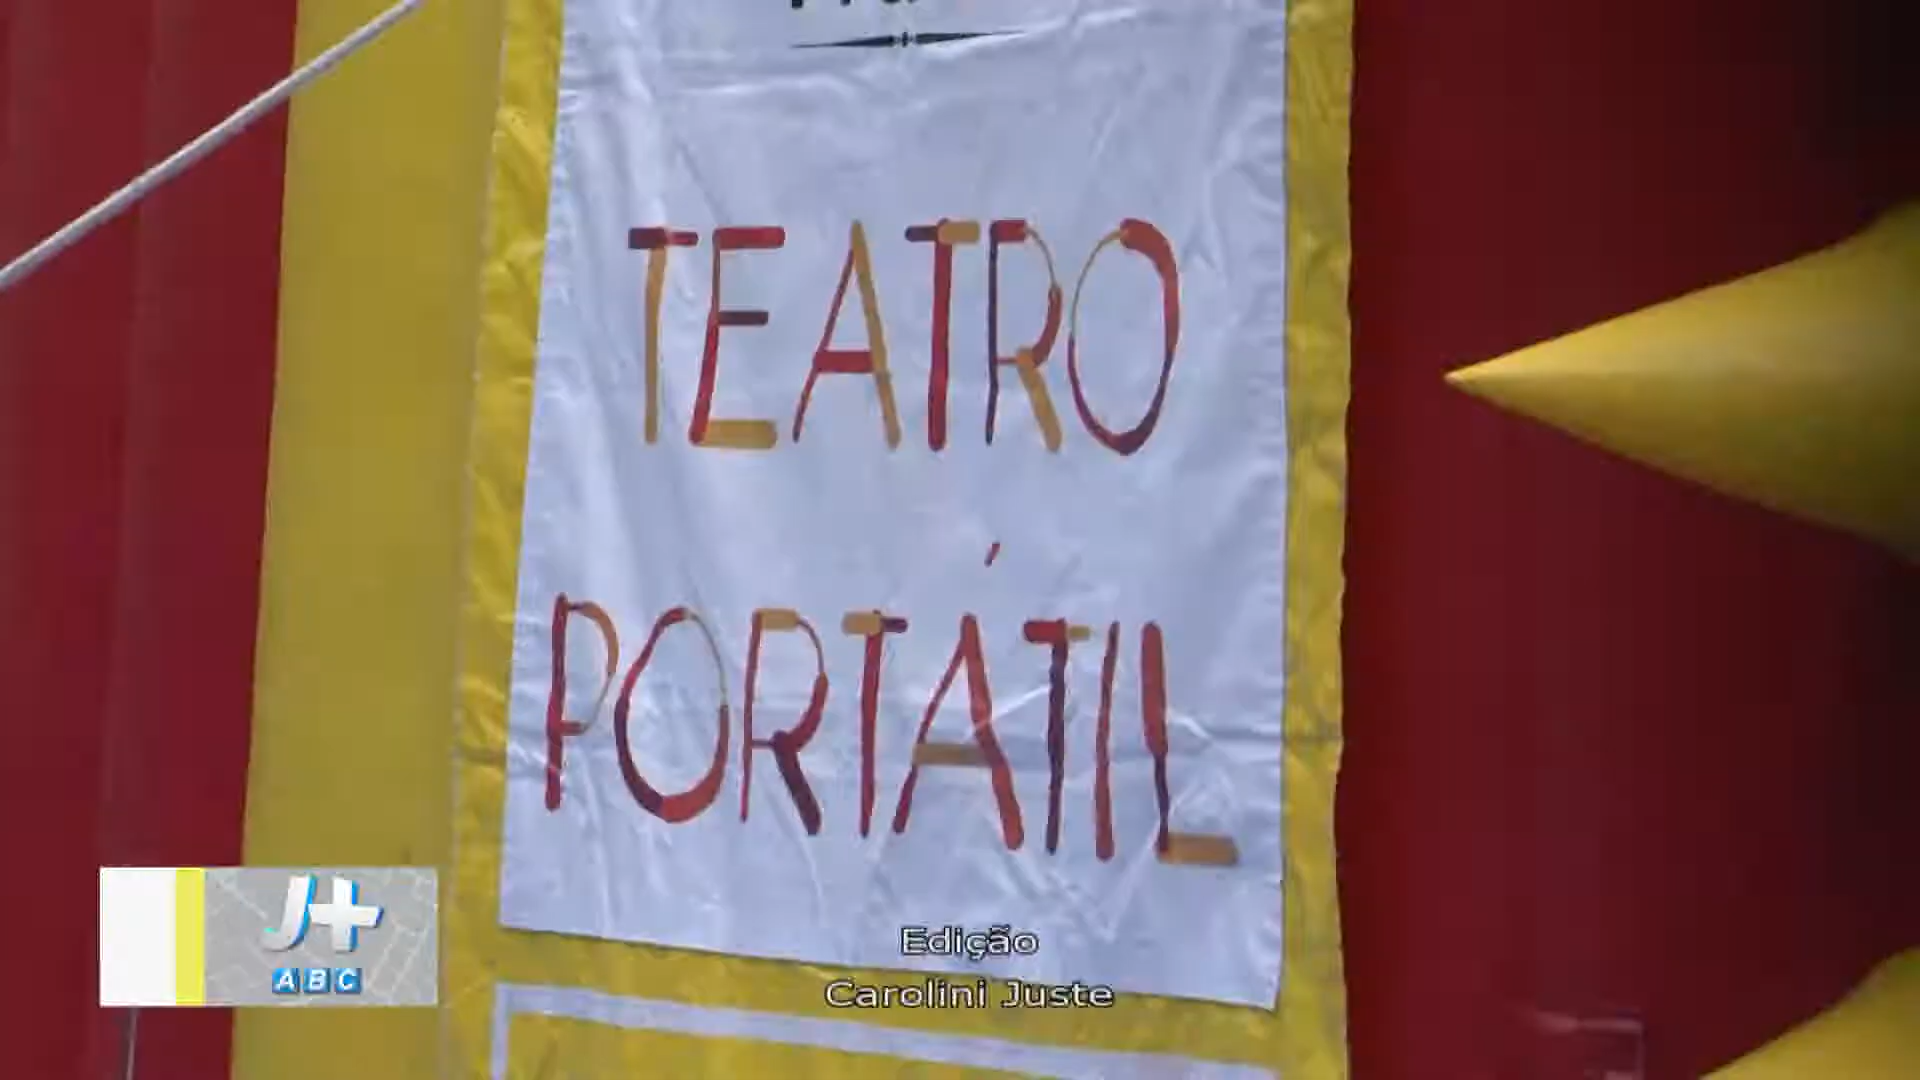 TEATRO
PORTÁTIL
J+
ABC
Edição
Carolini Juste